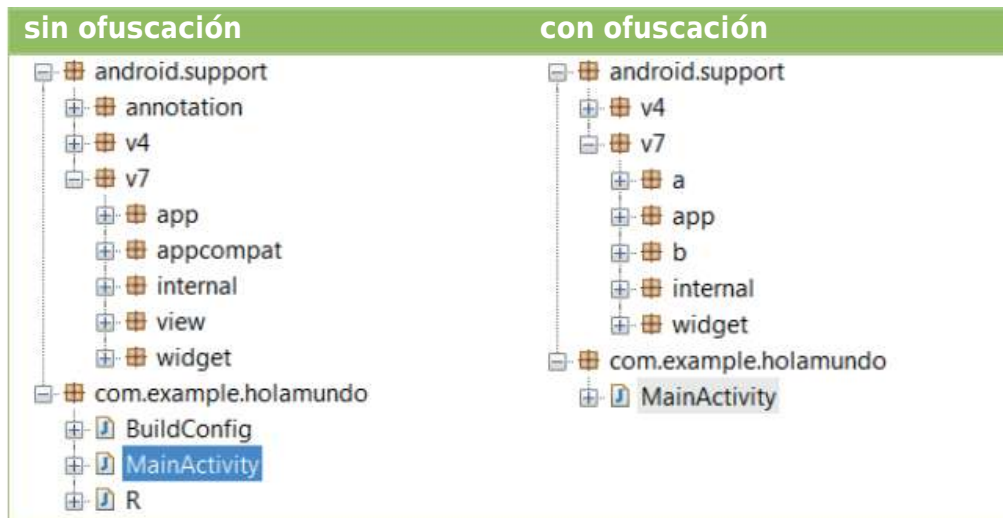 sin ofuscación
android.support
annotation
v4
v7
app
appcompat
internal
view
widget
com.example.holamundo
BuildConfig
MainActivity
R
con ofuscación
android.support
v4
v7
a
app
b
internal
widget
com.example.holamundo
MainActivity